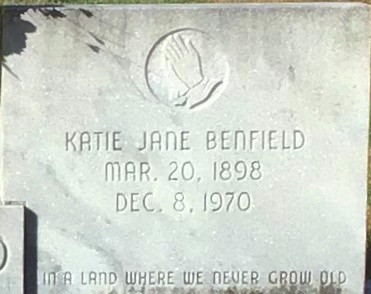 KATIE JANE BENFIELD
MAR. 20, 1898
DEC. 8, 1970
IN A LAND WHERE WE NEVER GROW OLD